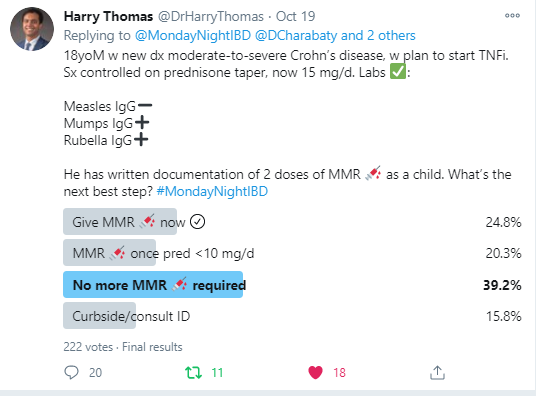 Harry Thomas @DrHarryThomas · Oct 19
Replying to @MondayNightIBD @DCharabaty and 2 others
18yoM w new dx moderate-to-severe Crohn's disease, w plan to start TNFi.
Sx controlled on prednisone taper, now 15 mg/d. Labs ✅:
Measles IgG➖
Mumps IgG➕
Rubella IgG➕
He has written documentation of 2 doses of MMR 💉 as a child. What's the
next best step? #MondayNightIBD
Give MMR 💉 now 24.8%
MMR 💉 once pred <10 mg/d 20.3%
No more MMR 💉 required 39.2%
Curbside/consult ID 15.8%
222 votes · Final results
20 11 18